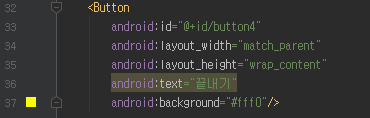 32 <Button
33 android:id="@+id/button4"
34 android:layout_width="match_parent"
35 android:layout_height="wrap_content"
36 android:text="끝내기"
37 android:background="#fff0"/>